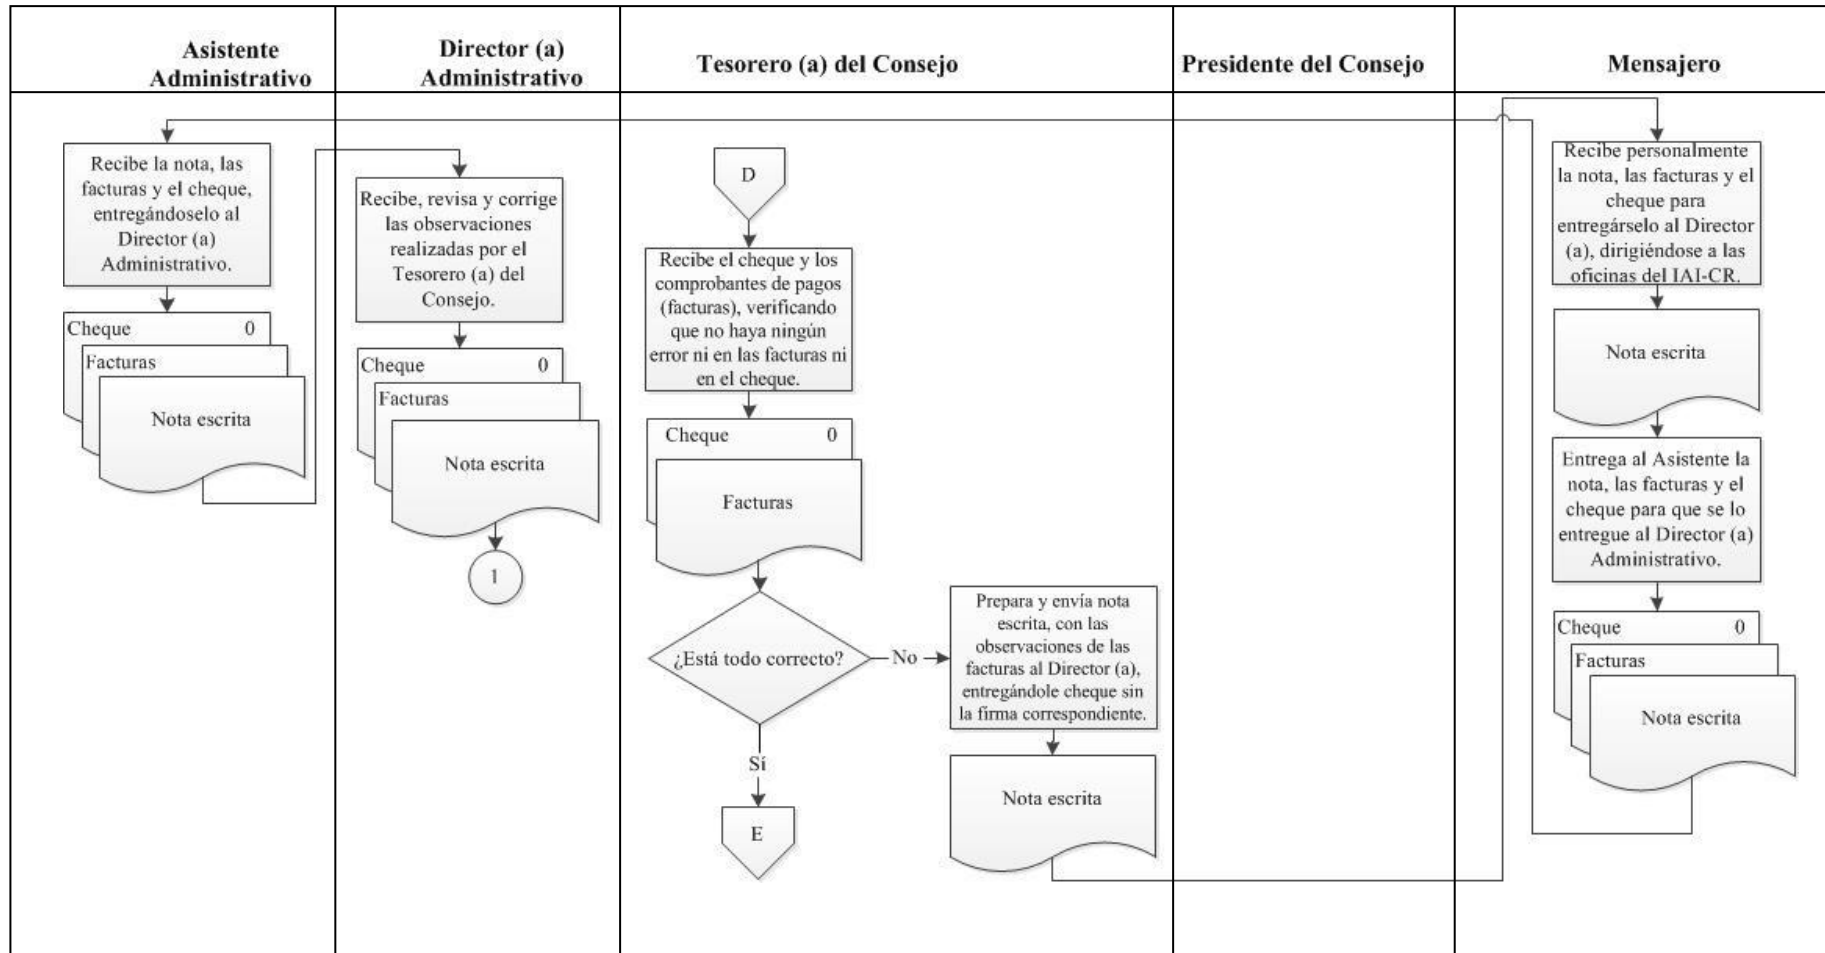 Asistente
Administrativo
Director (a)
Administrativo
Tesorero (a) del Consejo
Presidente del Consejo
Mensajero
Recibe la nota, las
facturas y el cheque,
entregándoselo al
Director (a)
Administrativo.
Cheque 0
Facturas
Nota escrita
Recibe, revisa y corrige
las observaciones
realizadas por el
Tesorero (a) del
Consejo.
Cheque 0
Facturas
Nota escrita
1
D
Recibe el cheque y los
comprobantes de pagos
(facturas), verificando
que no haya ningún
error ni en las facturas ni
en el cheque.
Cheque 0
Facturas
¿Está todo correcto?
No
Sí
E
Prepara y envía nota
escrita, con las
observaciones de las
facturas al Director (a),
entregándole cheque sin
la firma correspondiente.
Nota escrita
Recibe personalmente
la nota, las facturas y el
cheque para
entregárselo al Director
(a), dirigiéndose a las
oficinas del IAI-CR.
Nota escrita
Entrega al Asistente la
nota, las facturas y el
cheque para que se lo
entregue al Director (a)
Administrativo.
Cheque 0
Facturas
Nota escrita